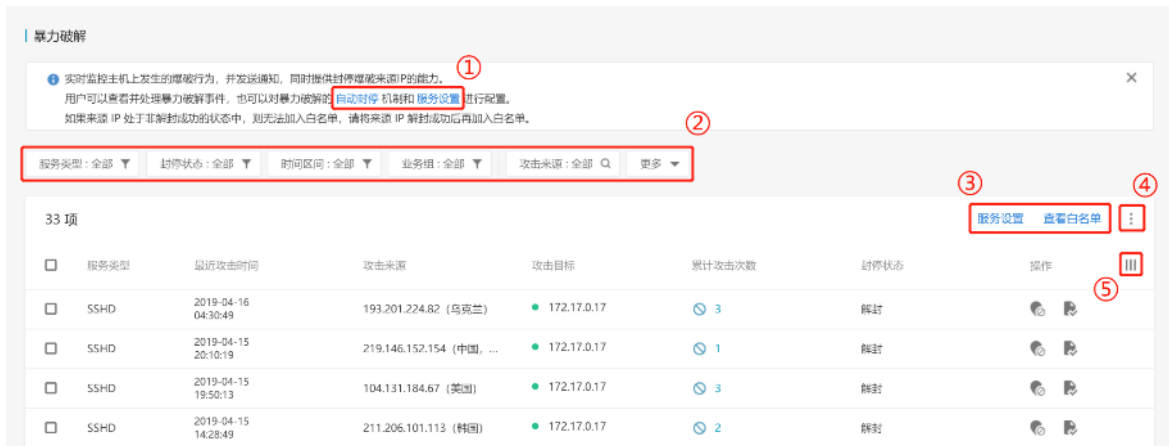 暴力破解
实时监控主机上发生的爆破行为，并发送通知，同时提供封停爆破来源IP的能力。
①
用户可以查看并处理暴力破解事件，也可以对暴力破解的 自动封停 机制和 服务设置 进行配置。
如果来源 IP 处于非解封成功的状态中，则无法加入白名单，请将来源 IP 解封成功后再加入白名单。
②
服务类型：全部 封停状态：全部 时间区间：全部 业务组：全部 攻击来源：全部 更多
③ ④
33 项 服务设置 查看白名单
服务类型 最近攻击时间 攻击来源 攻击目标 累计攻击次数 封停状态 操作
⑤
SSHD 2019-04-16 04:30:49 193.201.224.82（乌克兰） 172.17.0.17 3 解封
SSHD 2019-04-15 20:10:19 219.146.152.154（中国，... 172.17.0.17 1 解封
SSHD 2019-04-15 19:50:13 104.131.184.67（美国） 172.17.0.17 3 解封
SSHD 2019-04-15 14:28:49 211.206.101.113（韩国） 172.17.0.17 2 解封